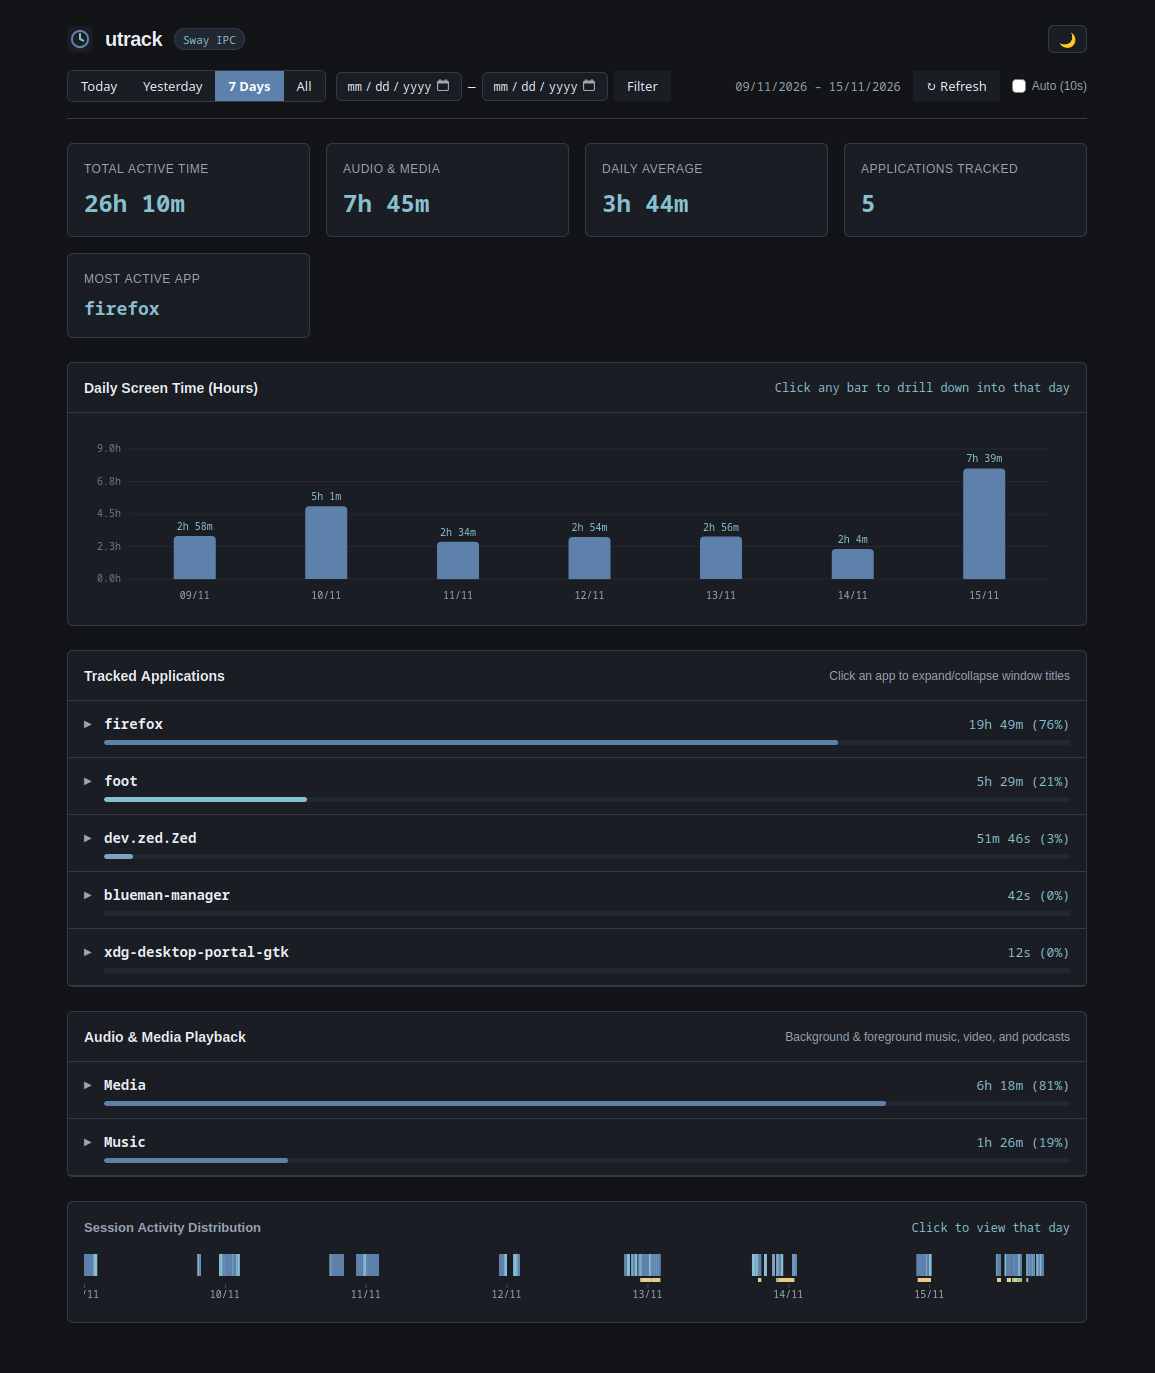 utrack Sway IPC
Today Yesterday 7 Days All mm / dd / yyyy – mm / dd / yyyy Filter 09/11/2026 – 15/11/2026 ↻ Refresh Auto (10s)
TOTAL ACTIVE TIME
26h 10m
AUDIO & MEDIA
7h 45m
DAILY AVERAGE
3h 44m
APPLICATIONS TRACKED
5
MOST ACTIVE APP
firefox
Daily Screen Time (Hours) Click any bar to drill down into that day
9.0h
6.8h
4.5h
2.3h
0.0h
2h 58m 5h 1m 2h 34m 2h 54m 2h 56m 2h 4m 7h 39m
09/11 10/11 11/11 12/11 13/11 14/11 15/11
Tracked Applications Click an app to expand/collapse window titles
▶ firefox 19h 49m (76%)
▶ foot 5h 29m (21%)
▶ dev.zed.Zed 51m 46s (3%)
▶ blueman-manager 42s (0%)
▶ xdg-desktop-portal-gtk 12s (0%)
Audio & Media Playback Background & foreground music, video, and podcasts
▶ Media 6h 18m (81%)
▶ Music 1h 26m (19%)
Session Activity Distribution Click to view that day
/11 10/11 11/11 12/11 13/11 14/11 15/11